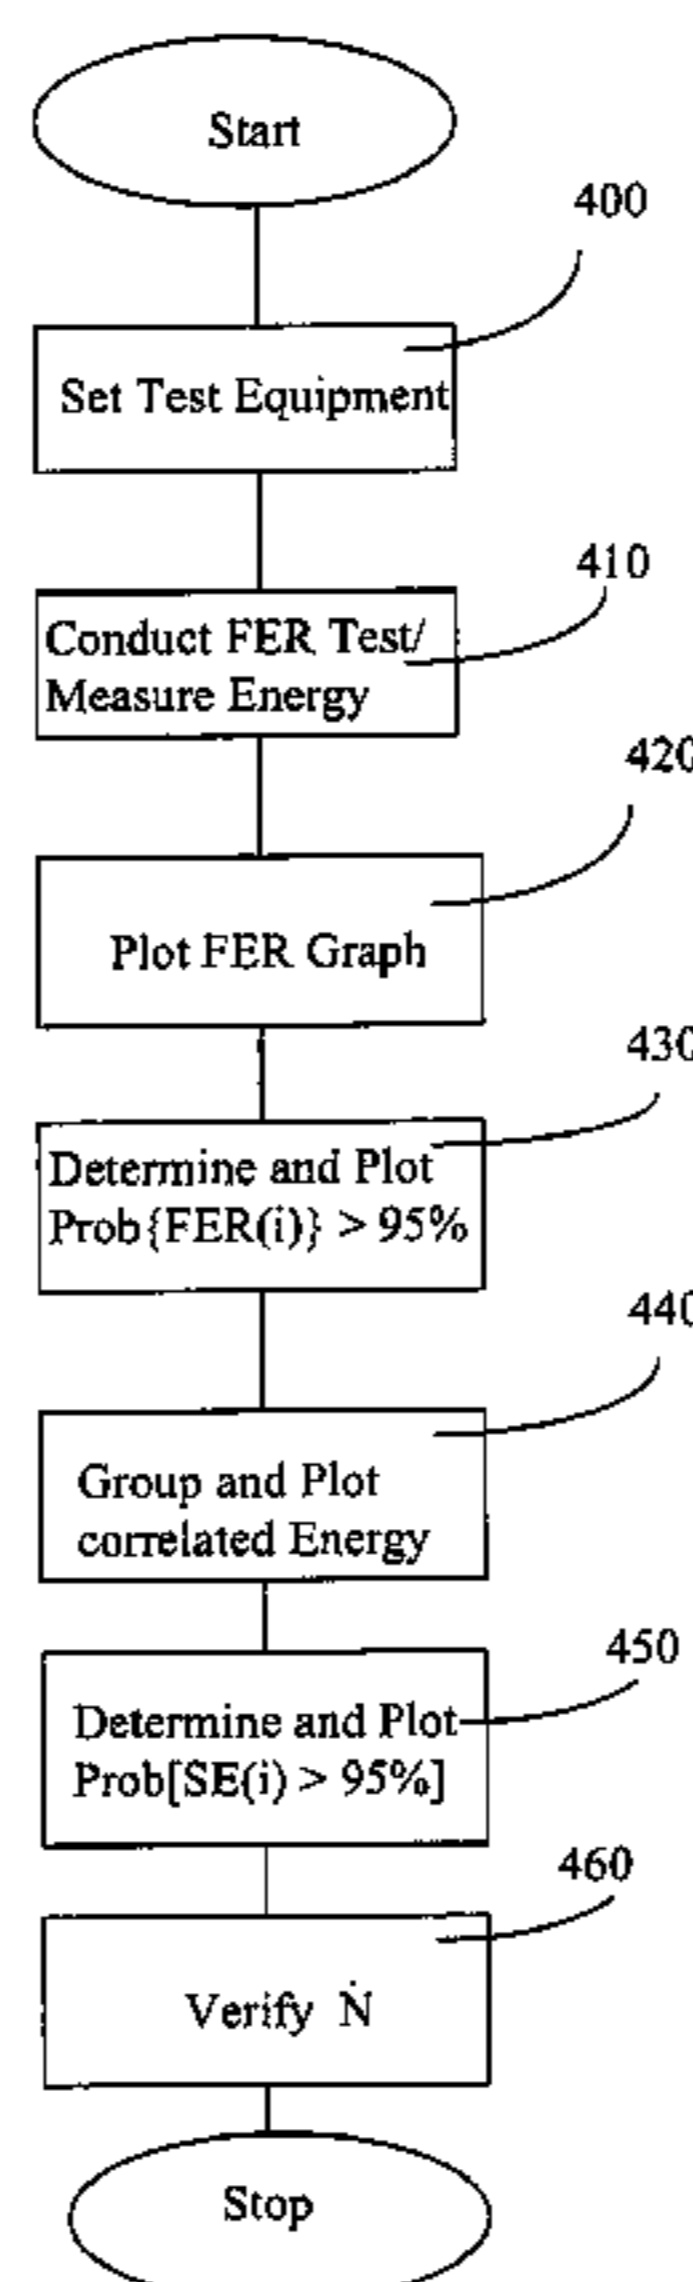 Start
400
Set Test Equipment
410
Conduct FER Test/
Measure Energy
420
Plot FER Graph
430
Determine and Plot
Prob{FER(i)} > 95%
440
Group and Plot
correlated Energy
450
Determine and Plot
Prob[SE(i) > 95%]
460
Verify Ṅ
Stop